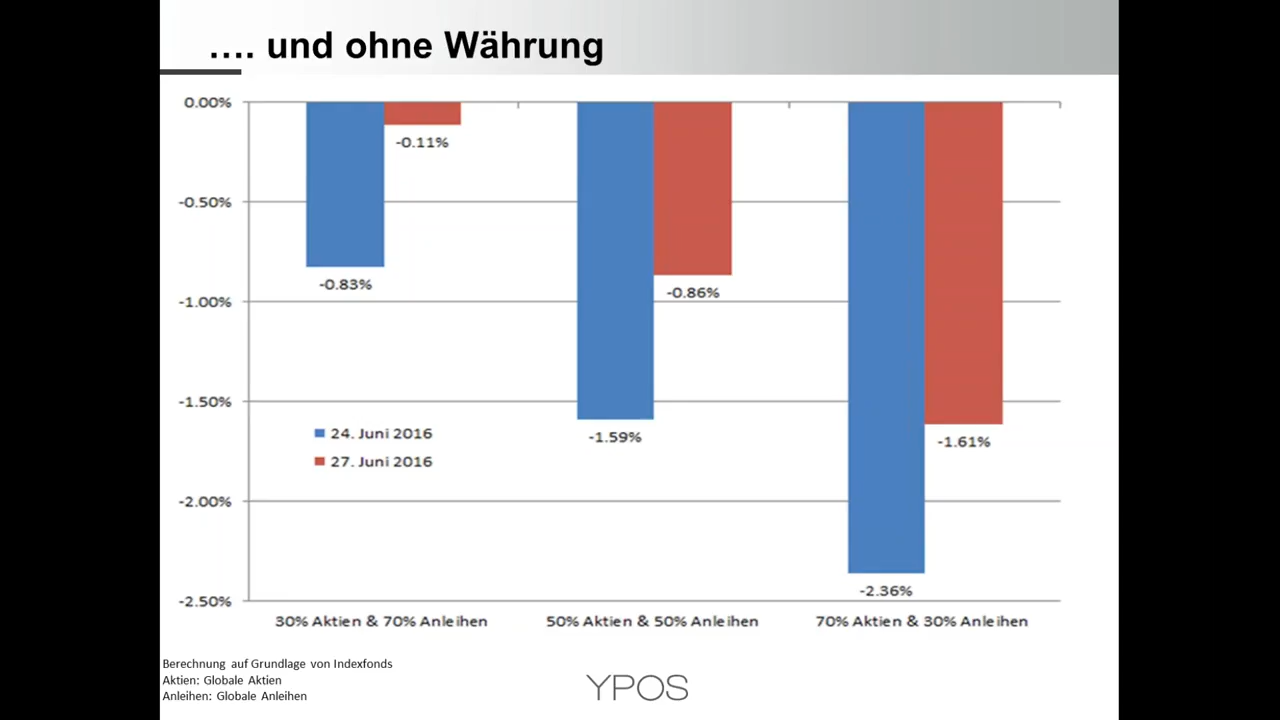 …. und ohne Währung
0.00%
-0.50%
-1.00%
-1.50%
-2.00%
-2.50%
-0.83%
-0.11%
-1.59%
-0.86%
-2.36%
-1.61%
24. Juni 2016
27. Juni 2016
30% Aktien & 70% Anleihen
50% Aktien & 50% Anleihen
70% Aktien & 30% Anleihen
Berechnung auf Grundlage von Indexfonds
Aktien: Globale Aktien
Anleihen: Globale Anleihen
YPOS